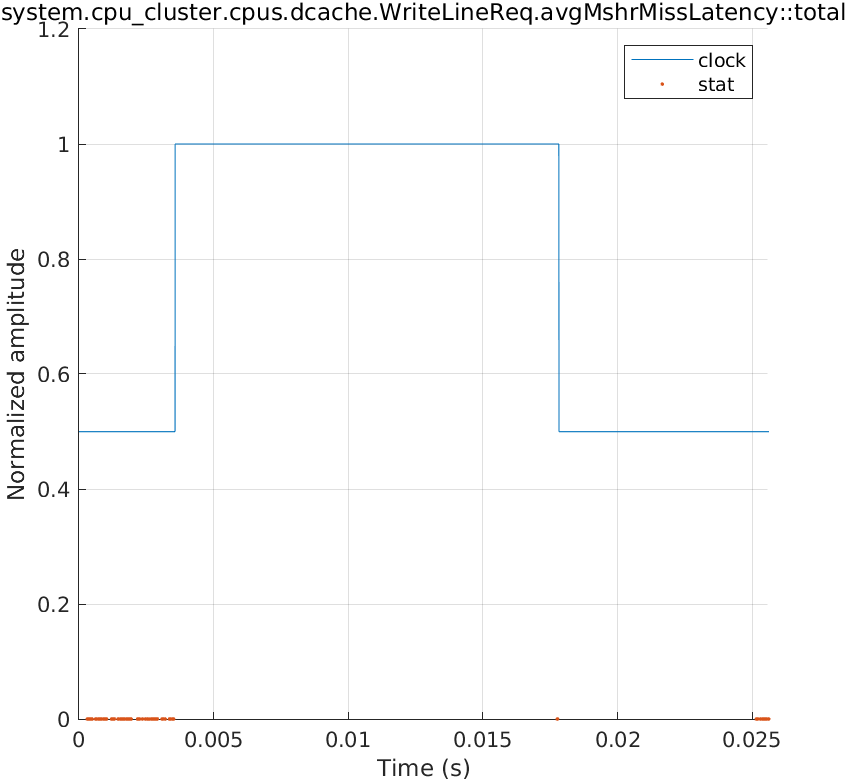 system.cpu_cluster.cpus.dcache.WriteLineReq.avgMshrMissLatency::total
1.2
1
0.8
0.6
0.4
0.2
0
Normalized amplitude
clock
stat
0 0.005 0.01 0.015 0.02 0.025
Time (s)